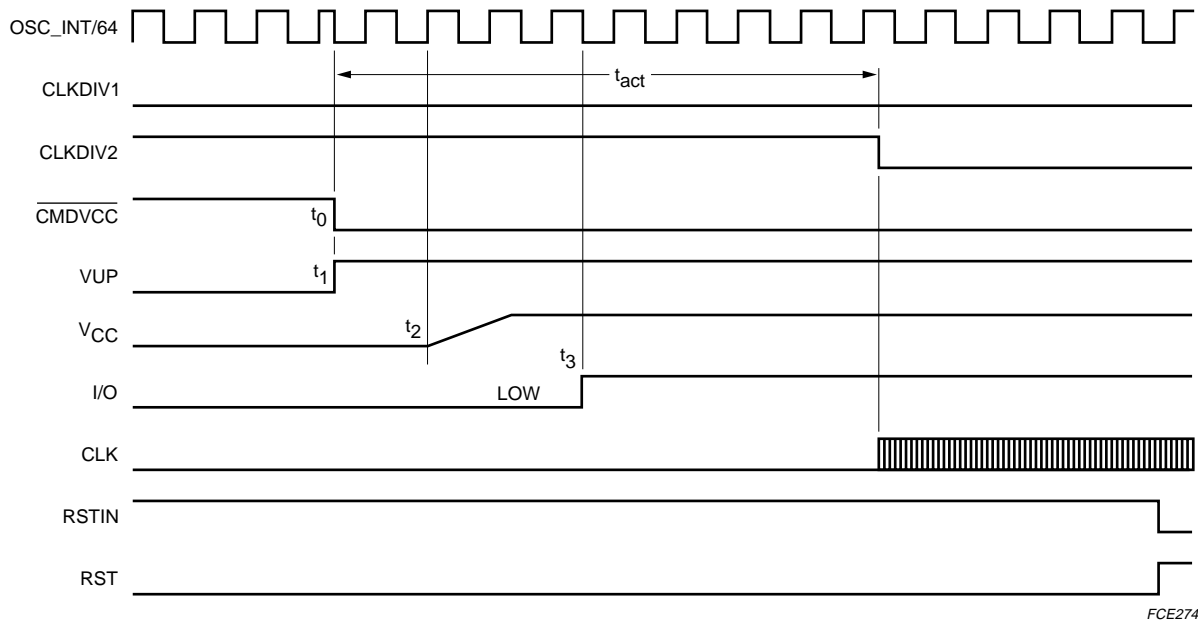 OSC_INT/64
tact
CLKDIV1
CLKDIV2
CMDVCC
t0
VUP
t1
VCC
t2
t3
I/O
LOW
CLK
RSTIN
RST
FCE274